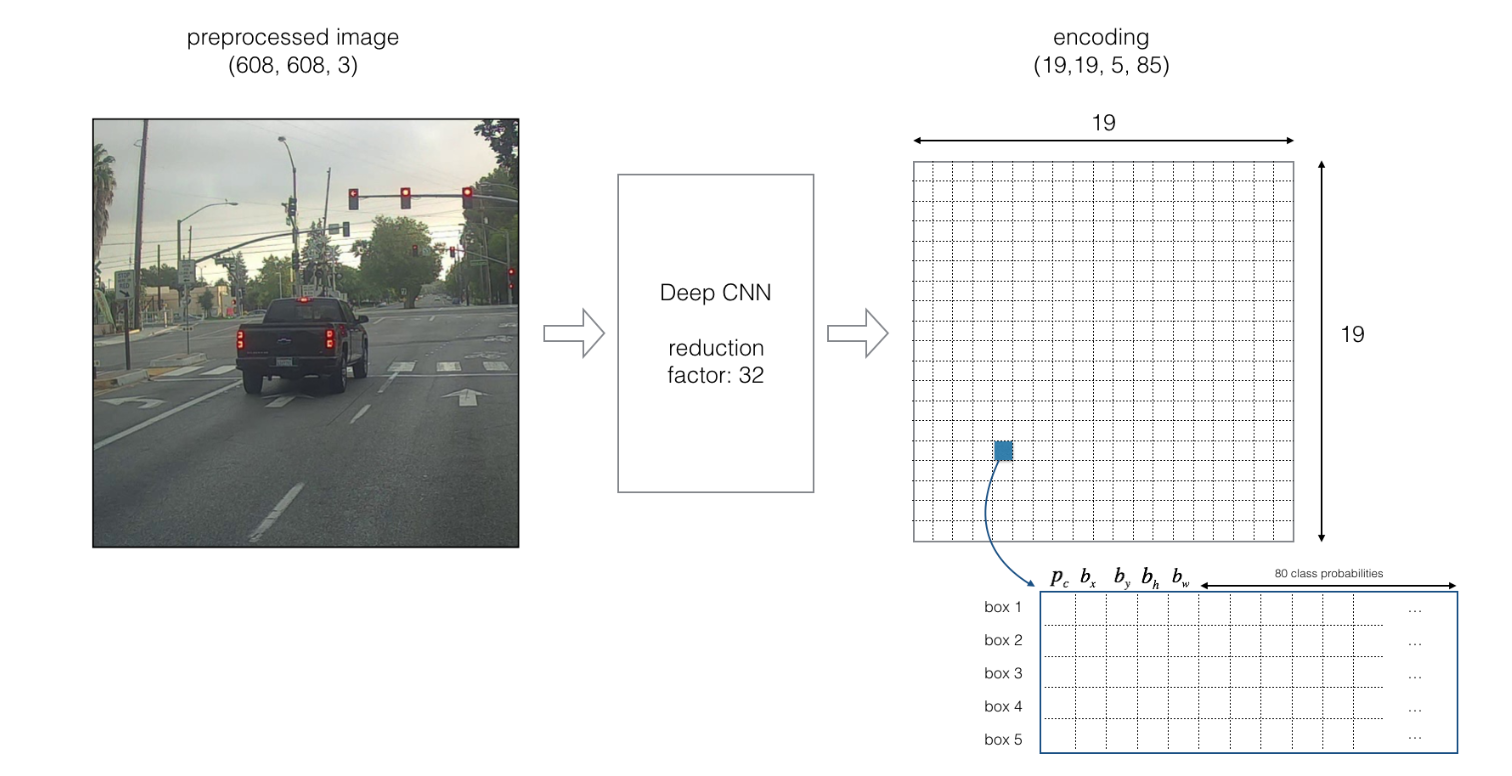 preprocessed image
(608, 608, 3)
encoding
(19,19, 5, 85)
19
Deep CNN
reduction
factor: 32
19
p_c b_x b_y b_h b_w
80 class probabilities
box 1
...
box 2
...
box 3
...
box 4
...
box 5
...